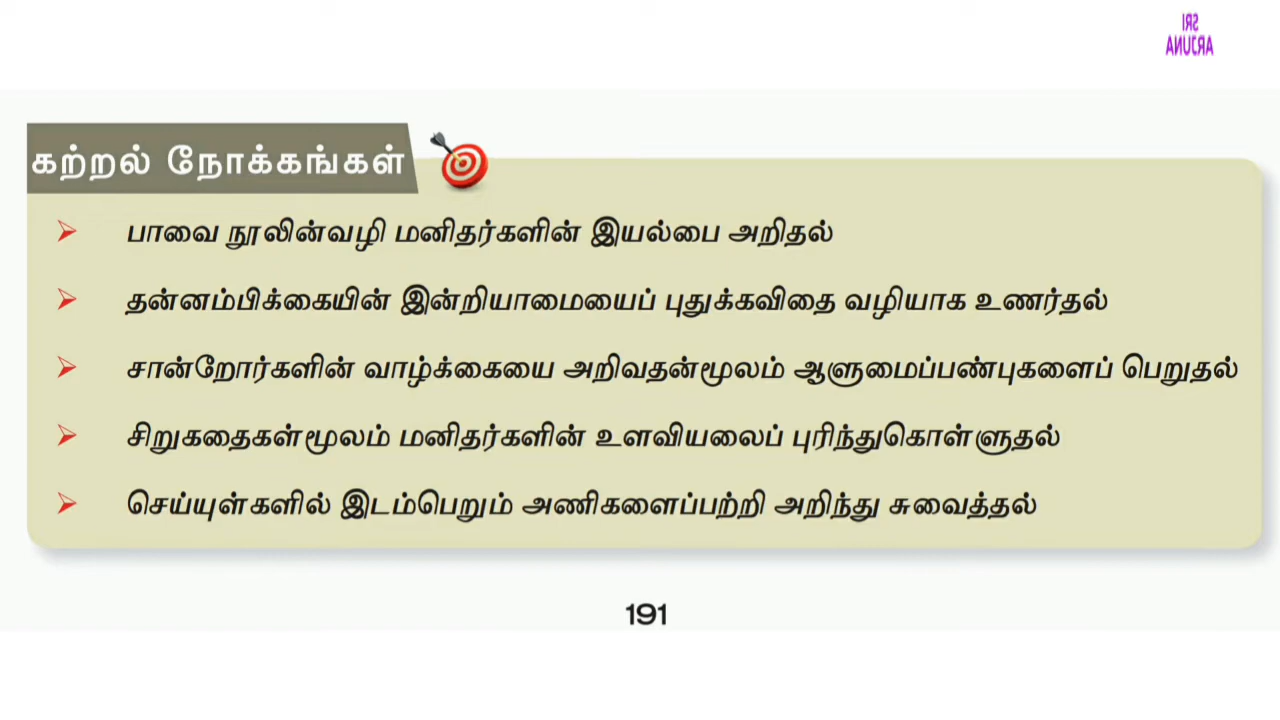 SRI
ARJUNA
கற்றல் நோக்கங்கள்
பாவை நூலின்வழி மனிதர்களின் இயல்பை அறிதல்
தன்னம்பிக்கையின் இன்றியாமையைப் புதுக்கவிதை வழியாக உணர்தல்
சான்றோர்களின் வாழ்க்கையை அறிவதன்மூலம் ஆளுமைப்பண்புகளைப் பெறுதல்
சிறுகதைகள்மூலம் மனிதர்களின் உளவியலைப் புரிந்துகொள்ளுதல்
செய்யுள்களில் இடம்பெறும் அணிகளைப்பற்றி அறிந்து சுவைத்தல்
191